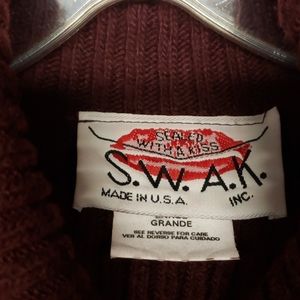 SEALED
WITH A KISS
S.W.A.K.
MADE IN U.S.A. INC.
GRANDE
SEE REVERSE FOR CARE
VER AL DORSO PARA CUIDADO